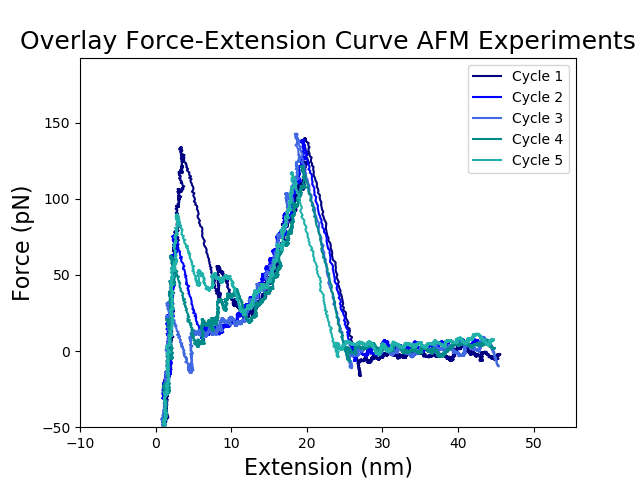 Overlay Force-Extension Curve AFM Experiments
Cycle 1
Cycle 2
Cycle 3
Cycle 4
Cycle 5
150
100
50
0
−50
Force (pN)
−10
0
10
20
30
40
50
Extension (nm)